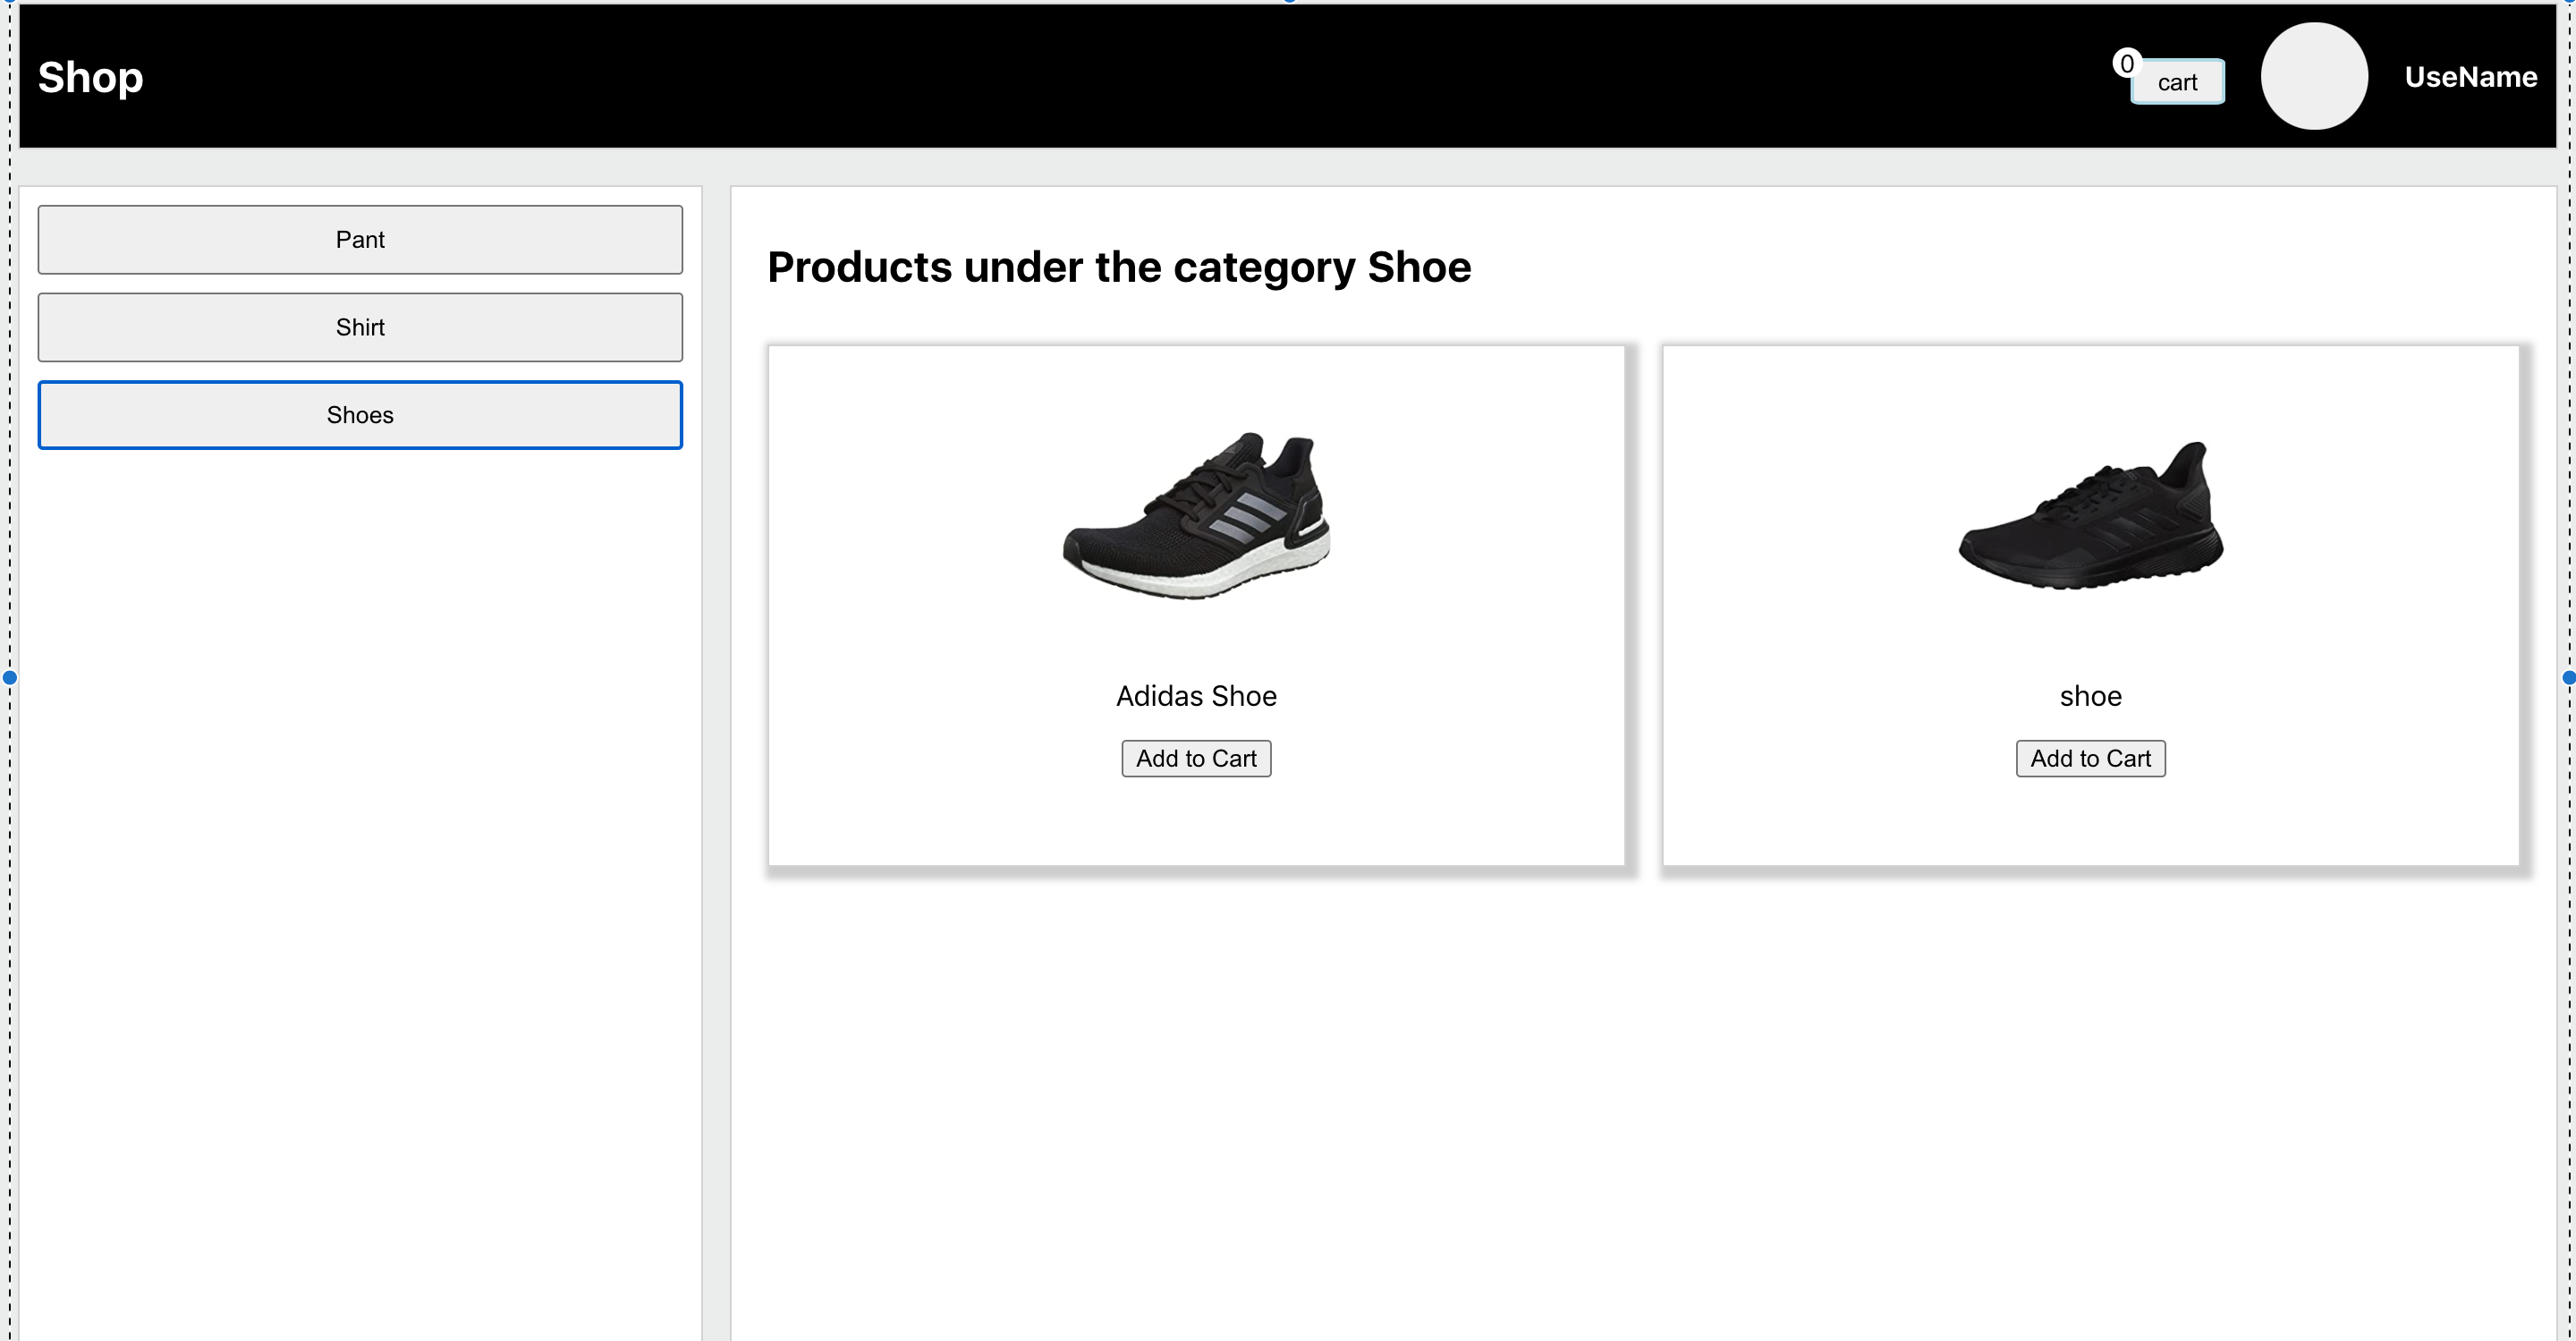 Shop
0
cart
UseName
Pant
Shirt
Shoes
Products under the category Shoe
Adidas Shoe
shoe
Add to Cart
Add to Cart